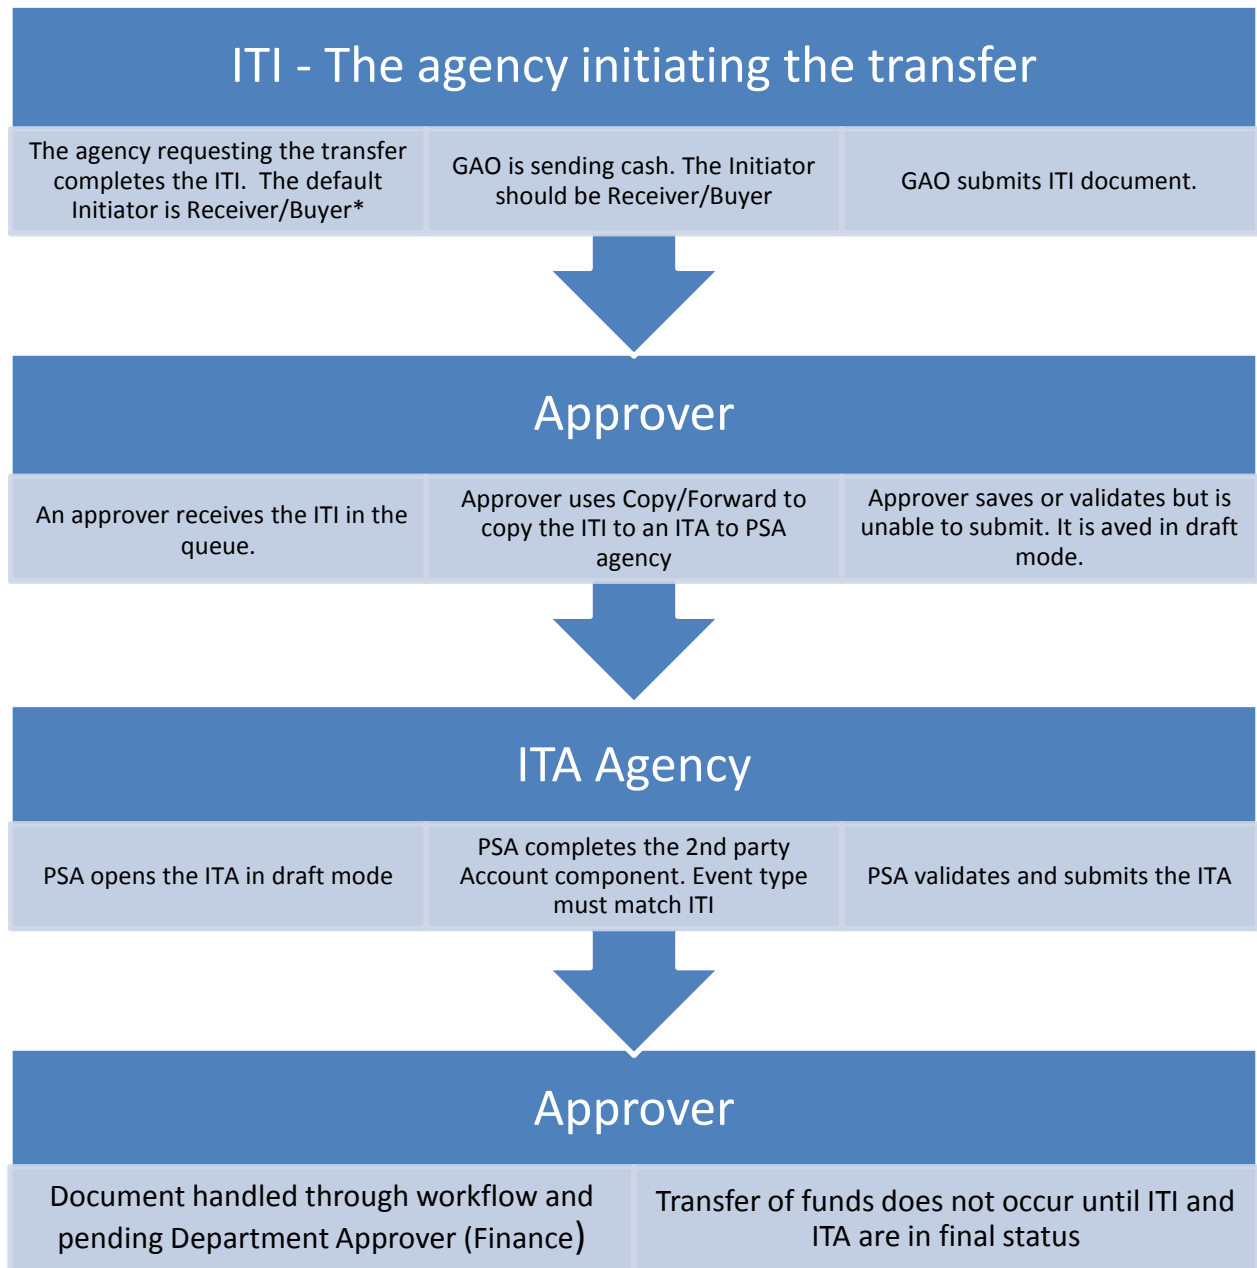 ITI - The agency initiating the transfer
The agency requesting the transfer
completes the ITI.  The default
Initiator is Receiver/Buyer*
GAO is sending cash. The Initiator
should be Receiver/Buyer
GAO submits ITI document.
Approver
An approver receives the ITI in the
queue.
Approver uses Copy/Forward to
copy the ITI to an ITA to PSA
agency
Approver saves or validates but is
unable to submit. It is aved in draft
mode.
ITA Agency
PSA opens the ITA in draft mode
PSA completes the 2nd party
Account component. Event type
must match ITI
PSA validates and submits the ITA
Approver
Document handled through workflow and
pending Department Approver (Finance)
Transfer of funds does not occur until ITI and
ITA are in final status